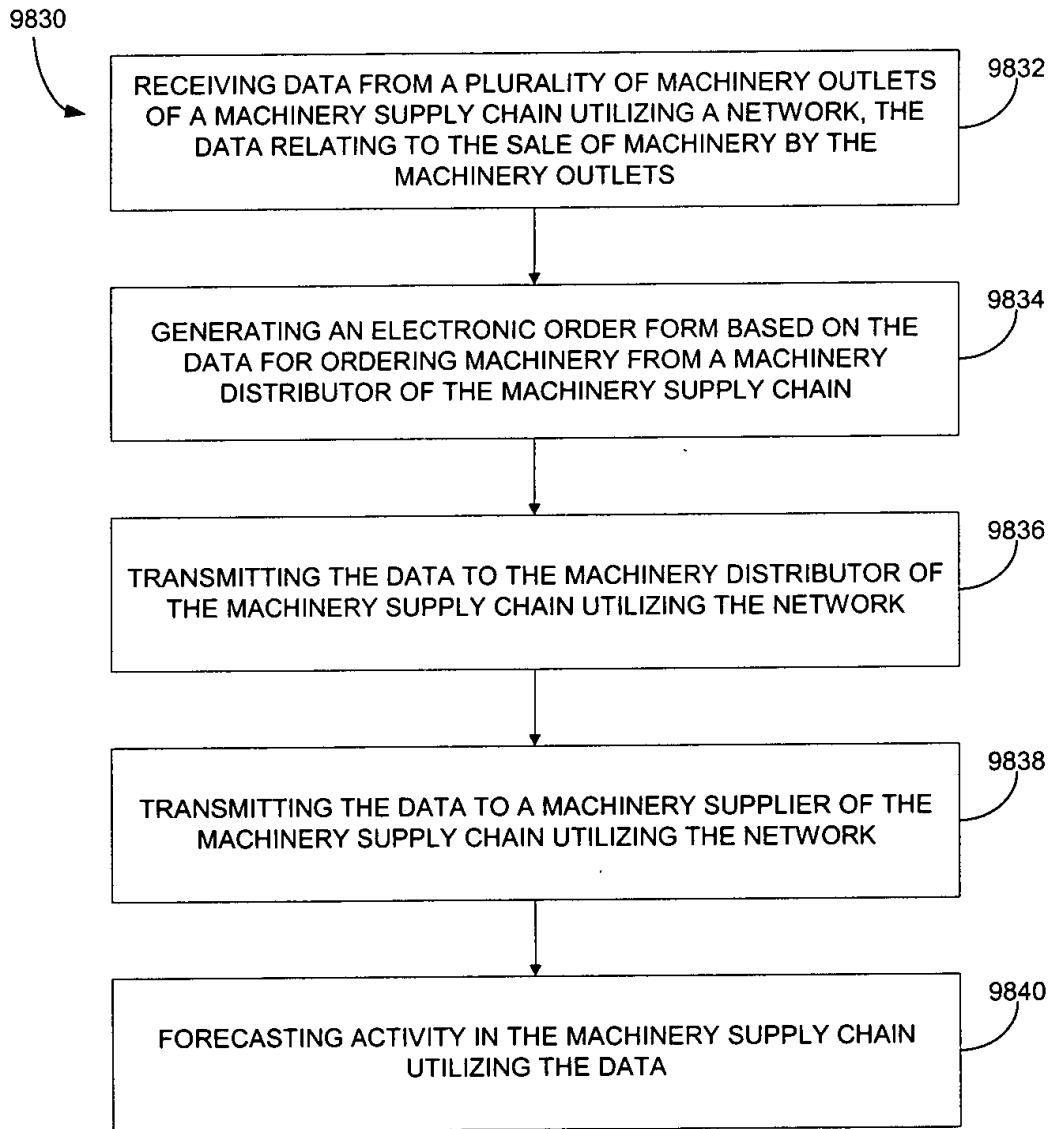 9830
9832
RECEIVING DATA FROM A PLURALITY OF MACHINERY OUTLETS
OF A MACHINERY SUPPLY CHAIN UTILIZING A NETWORK, THE
DATA RELATING TO THE SALE OF MACHINERY BY THE
MACHINERY OUTLETS
9834
GENERATING AN ELECTRONIC ORDER FORM BASED ON THE
DATA FOR ORDERING MACHINERY FROM A MACHINERY
DISTRIBUTOR OF THE MACHINERY SUPPLY CHAIN
9836
TRANSMITTING THE DATA TO THE MACHINERY DISTRIBUTOR OF
THE MACHINERY SUPPLY CHAIN UTILIZING THE NETWORK
9838
TRANSMITTING THE DATA TO A MACHINERY SUPPLIER OF THE
MACHINERY SUPPLY CHAIN UTILIZING THE NETWORK
9840
FORECASTING ACTIVITY IN THE MACHINERY SUPPLY CHAIN
UTILIZING THE DATA